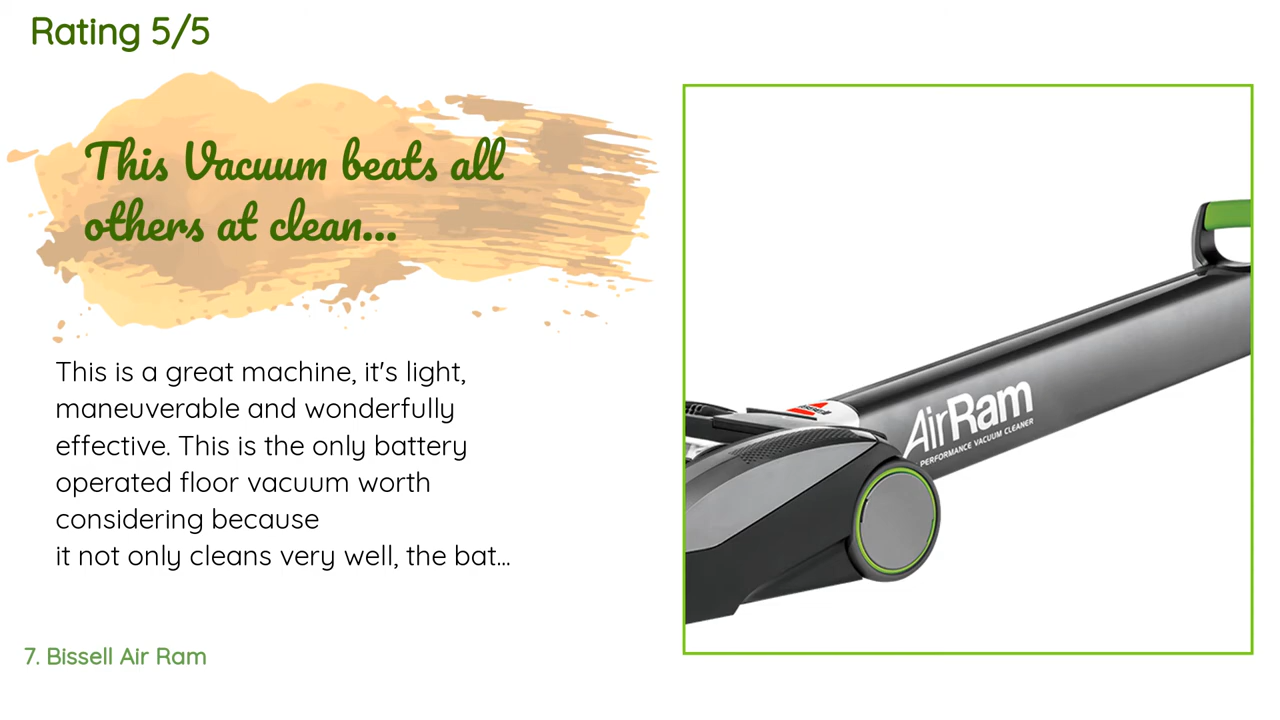 Rating 5/5
This Vacuum beats all
others at clean...
This is a great machine, it's light,
maneuverable and wonderfully
effective. This is the only battery
operated floor vacuum worth
considering because
it not only cleans very well, the bat...
AirRam
PERFORMANCE VACUUM CLEANER
7. Bissell Air Ram